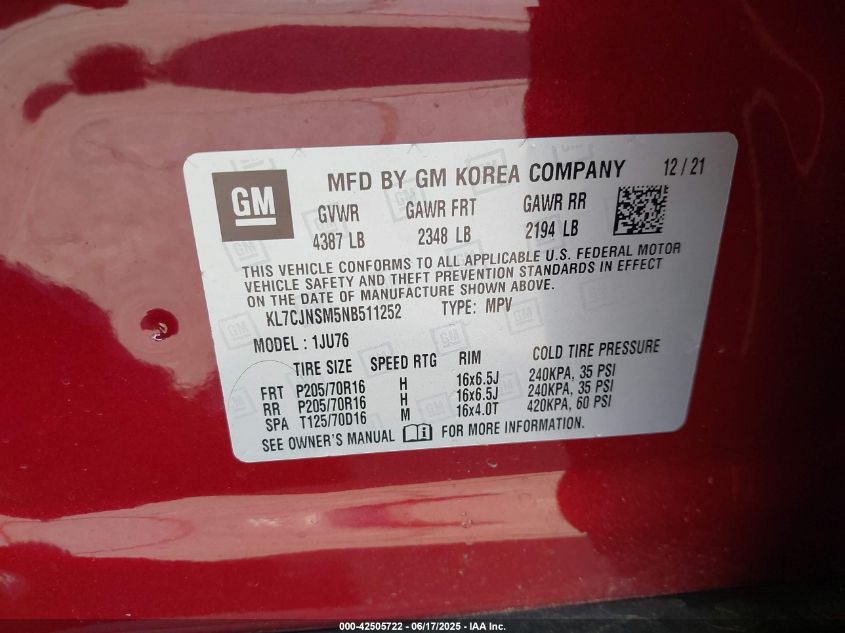 GM
MFD BY GM KOREA COMPANY 12 / 21
GVWR GAWR FRT GAWR RR
4387 LB 2348 LB 2194 LB
THIS VEHICLE CONFORMS TO ALL APPLICABLE U.S. FEDERAL MOTOR
VEHICLE SAFETY AND THEFT PREVENTION STANDARDS IN EFFECT
ON THE DATE OF MANUFACTURE SHOWN ABOVE.
KL7CJNSM5NB511252 TYPE: MPV
MODEL : 1JU76
TIRE SIZE SPEED RTG RIM COLD TIRE PRESSURE
FRT P205/70R16 H 16x6.5J 240KPA, 35 PSI
RR P205/70R16 H 16x6.5J 240KPA, 35 PSI
SPA T125/70D16 M 16x4.0T 420KPA, 60 PSI
SEE OWNER'S MANUAL FOR MORE INFORMATION.
000-42505722 - 06/17/2025 - IAA Inc.